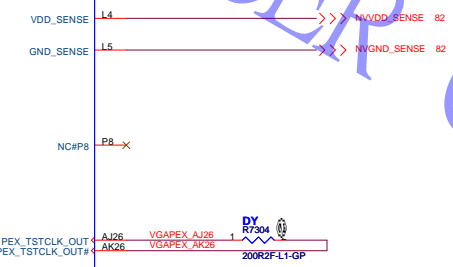 VDD_SENSE L4 NVVDD_SENSE 82
GND_SENSE L5 NVGND_SENSE 82
NC#P8 P8
DY
R7304
PEX_TSTCLK_OUT AJ26 VGAPEX_AJ26 1
PEX_TSTCLK_OUT# AK26 VGAPEX_AK26
200R2F-L1-GP